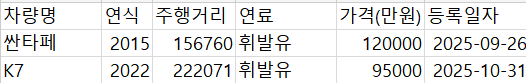 차량명 연식 주행거리 연료 가격(만원) 등록일자
싼타페 2015 156760 휘발유 120000 2025-09-26
K7 2022 222071 휘발유 95000 2025-10-31